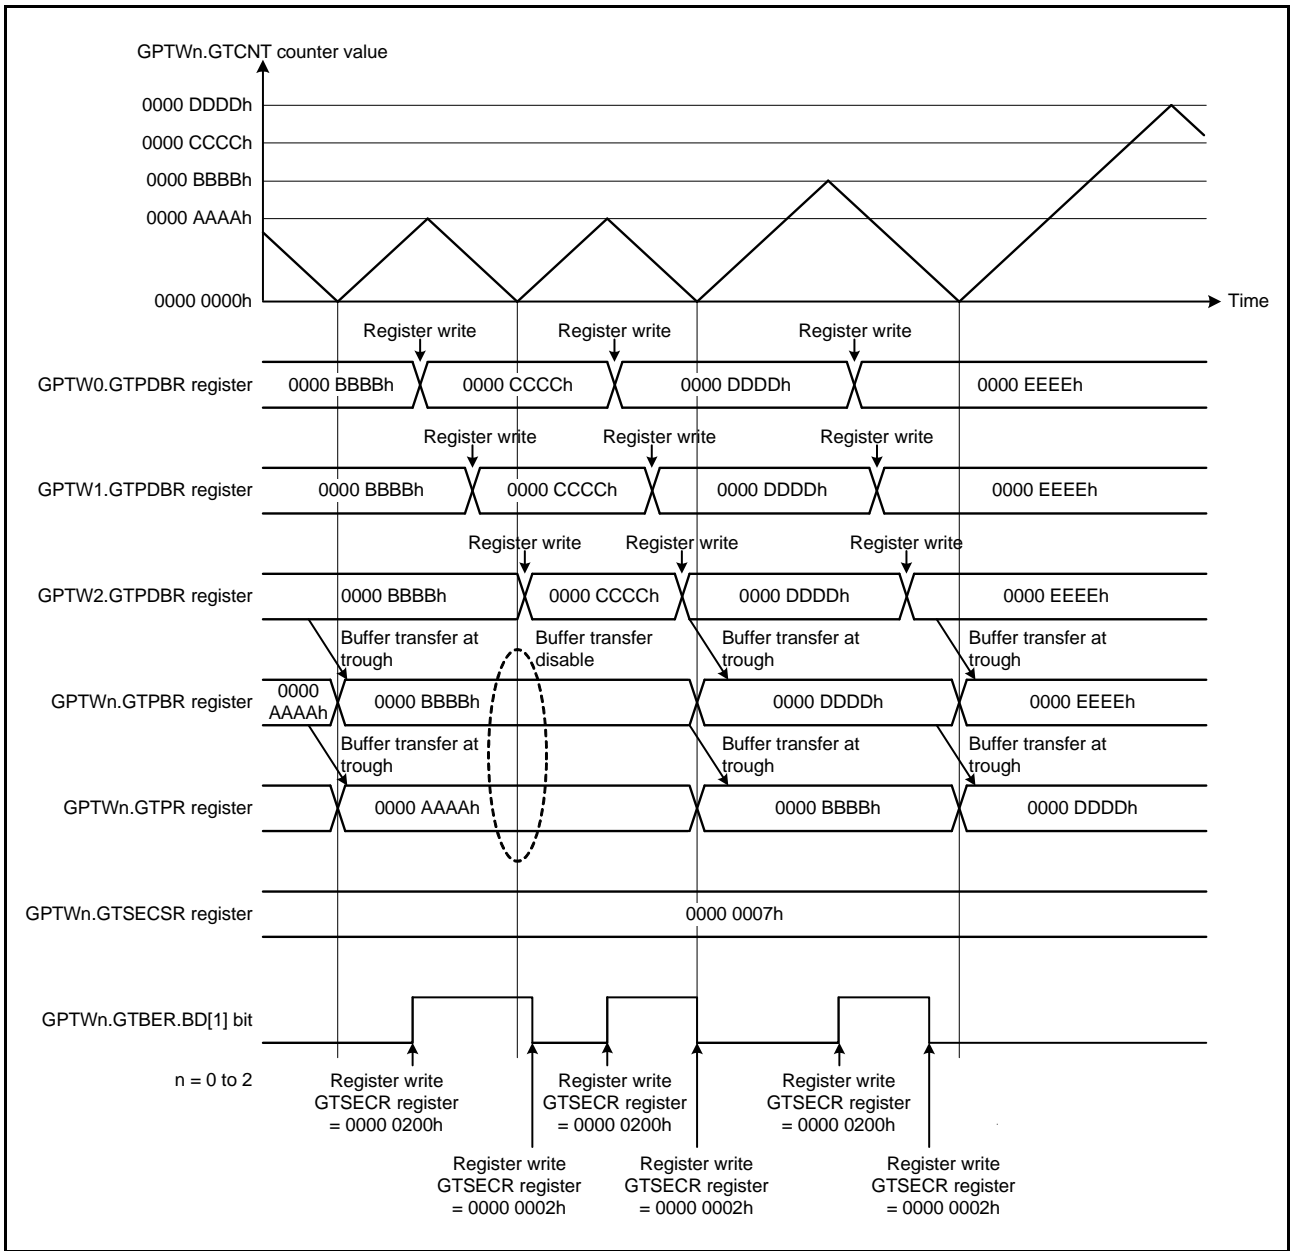 GPTWn.GTCNT counter value
0000 DDDDh
0000 CCCCh
0000 BBBBh
0000 AAAAh
0000 0000h
Time
Register write Register write Register write
GPTW0.GTPDBR register 0000 BBBBh 0000 CCCCh 0000 DDDDh 0000 EEEEh
Register write Register write Register write
GPTW1.GTPDBR register 0000 BBBBh 0000 CCCCh 0000 DDDDh 0000 EEEEh
Register write Register write Register write
GPTW2.GTPDBR register 0000 BBBBh 0000 CCCCh 0000 DDDDh 0000 EEEEh
Buffer transfer at trough
Buffer transfer disable
Buffer transfer at trough
Buffer transfer at trough
GPTWn.GTPBR register 0000 AAAAh 0000 BBBBh 0000 DDDDh 0000 EEEEh
Buffer transfer at trough
Buffer transfer at trough
Buffer transfer at trough
GPTWn.GTPR register 0000 AAAAh 0000 BBBBh 0000 DDDDh
GPTWn.GTSECSR register 0000 0007h
GPTWn.GTBER.BD[1] bit
n = 0 to 2
Register write
GTSECR register
= 0000 0200h
Register write
GTSECR register
= 0000 0200h
Register write
GTSECR register
= 0000 0200h
Register write
GTSECR register
= 0000 0002h
Register write
GTSECR register
= 0000 0002h
Register write
GTSECR register
= 0000 0002h